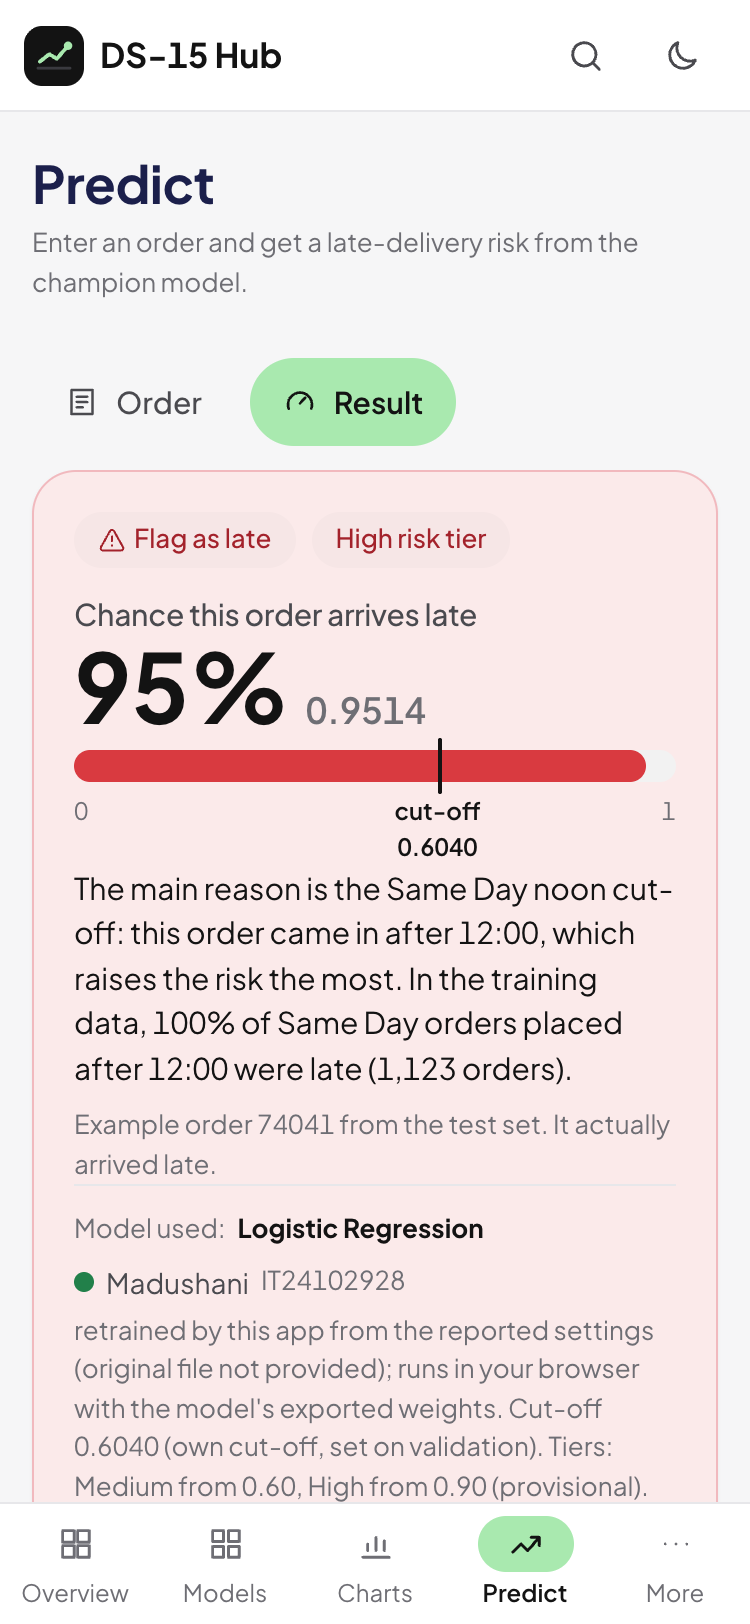 DS-15 Hub
Predict
Enter an order and get a late-delivery risk from the
champion model.
Order
Result
Flag as late
High risk tier
Chance this order arrives late
95% 0.9514
0
cut-off
1
0.6040
The main reason is the Same Day noon cut-
off: this order came in after 12:00, which
raises the risk the most. In the training
data, 100% of Same Day orders placed
after 12:00 were late (1,123 orders).
Example order 74041 from the test set. It actually
arrived late.
Model used: Logistic Regression
Madushani IT24102928
retrained by this app from the reported settings
(original file not provided); runs in your browser
with the model's exported weights. Cut-off
0.6040 (own cut-off, set on validation). Tiers:
Medium from 0.60, High from 0.90 (provisional).
Overview
Models
Charts
Predict
More